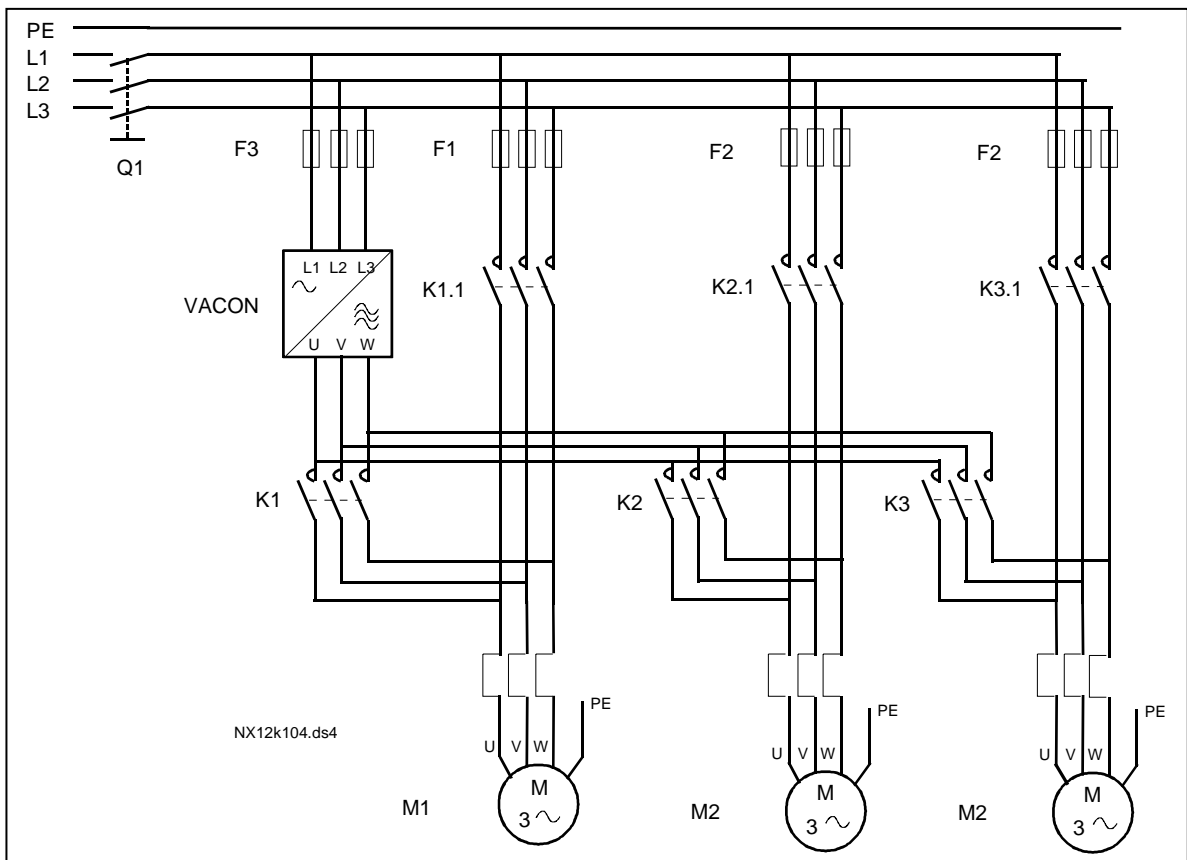 PE
L1
L2
L3
Q1
F3
F1
F2
F2
L1 L2 L3
VACON
U V W
K1.1
K2.1
K3.1
K1
K2
K3
NX12k104.ds4
PE
PE
PE
U V W
U V W
U V W
M1
M
3
M2
M
3
M2
M
3